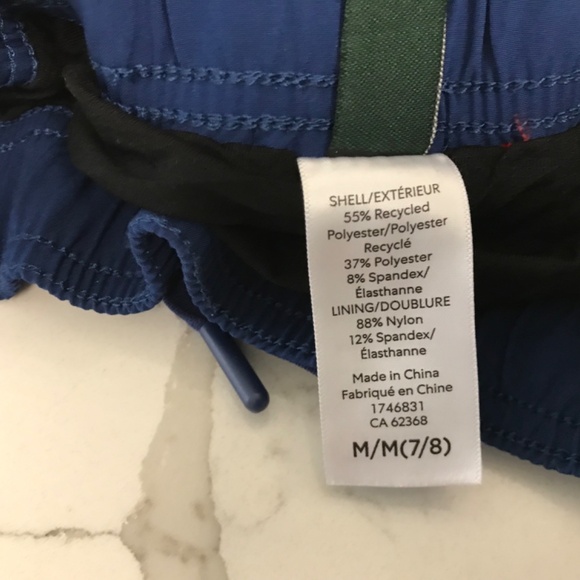 SHELL/EXTÉRIEUR
55% Recycled
Polyester/Polyester
Recyclé
37% Polyester
8% Spandex/
Élasthanne
LINING/DOUBLURE
88% Nylon
12% Spandex/
Élasthanne
Made in China
Fabriqué en Chine
1746831
CA 62368
M/M(7/8)